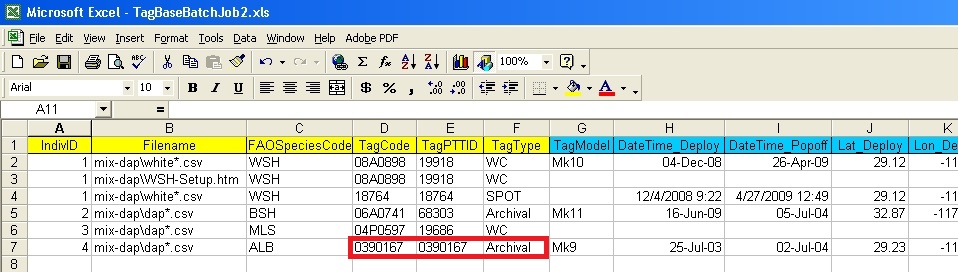 Microsoft Excel - TagBaseBatchJob2.xls
File Edit View Insert Format Tools Data Window Help Adobe PDF
ABC Σ A Z Z A 100%
Arial 10 B I U $ % , +.0 .00 .00 +.0 A
A11 =
A B C D E F G H I J K
1 IndivID Filename FAOSpeciesCode TagCode TagPTTID TagType TagModel DateTime_Deploy DateTime_Popoff Lat_Deploy Lon_De
2 1 mix-dap\white*.csv WSH 08A0898 19918 WC Mk10 04-Dec-08 26-Apr-09 29.12 -11
3 1 mix-dap\WSH-Setup.htm WSH 08A0898 19918 WC
4 1 mix-dap\white*.csv WSH 18764 18764 SPOT 12/4/2008 9:22 4/27/2009 12:49 29.12 -11
5 2 mix-dap\dap*.csv BSH 06A0741 68303 Archival Mk11 16-Jun-09 05-Jul-04 32.87 -117
6 3 mix-dap\dap*.csv MLS 04P0597 19686 WC
7 4 mix-dap\dap*.csv ALB 0390167 0390167 Archival Mk9 25-Jul-03 02-Jul-04 29.23 -11
8